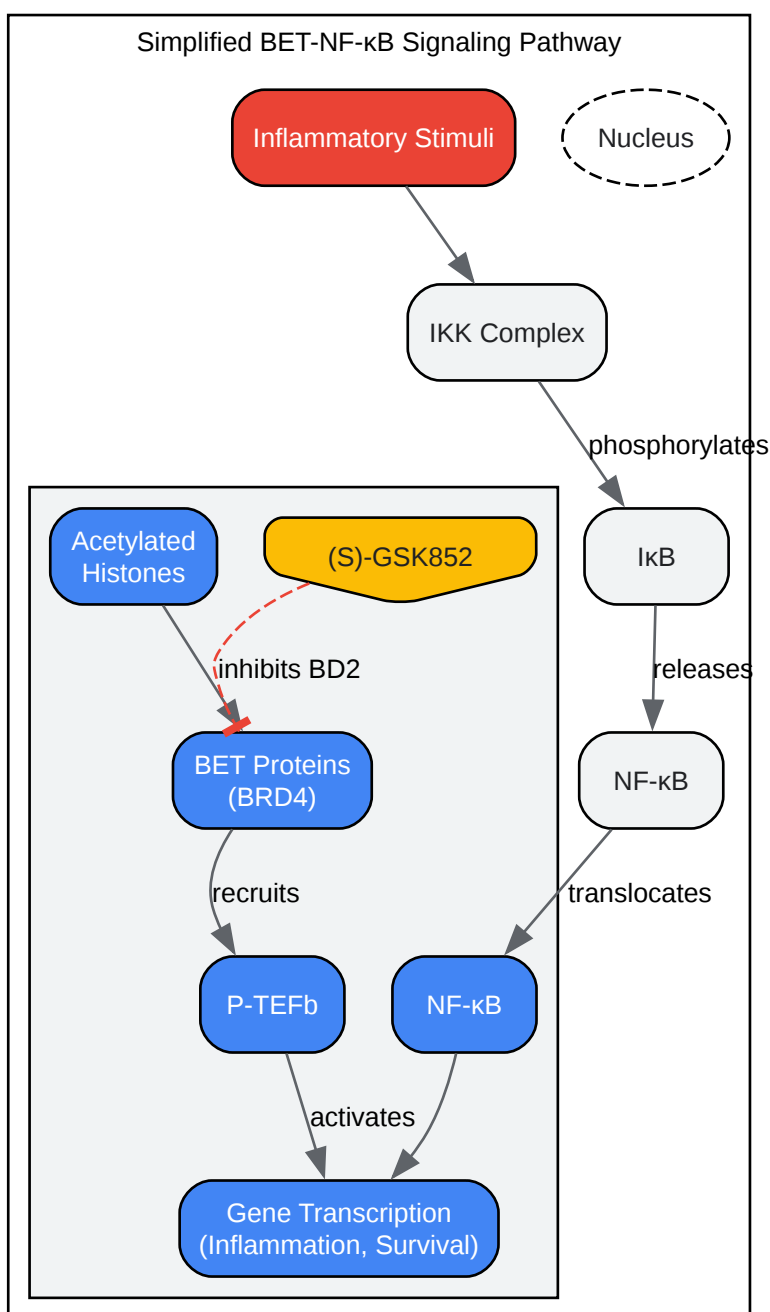 Simplified BET-NF-κB Signaling Pathway
Inflammatory Stimuli
Nucleus
IKK Complex
phosphorylates
Acetylated
Histones
(S)-GSK852
IκB
inhibits BD2
releases
BET Proteins
(BRD4)
NF-κB
recruits
translocates
P-TEFb
NF-κB
activates
Gene Transcription
(Inflammation, Survival)